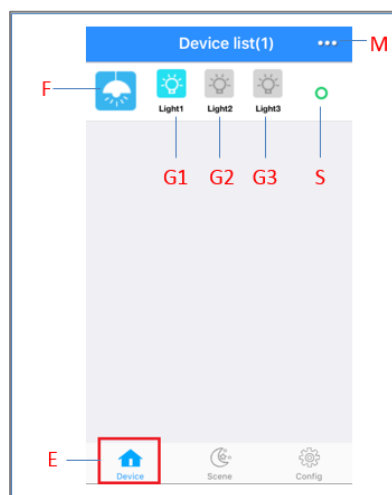 Device list(1) ••• M
F
Light1 Light2 Light3
G1 G2 G3 S
E
Device Scene Config